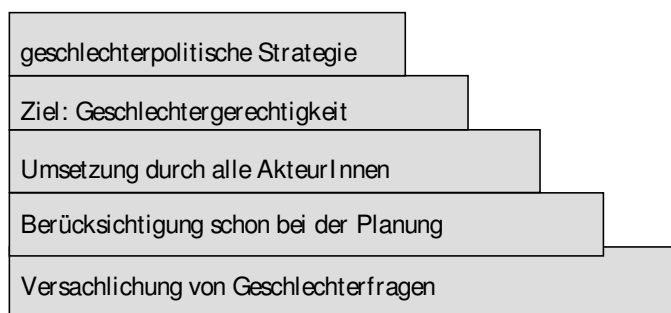 geschlechterpolitische Strategie
Ziel: Geschlechtergerechtigkeit
Umsetzung durch alle AkteurInnen
Berücksichtigung schon bei der Planung
Versachlichung von Geschlechterfragen